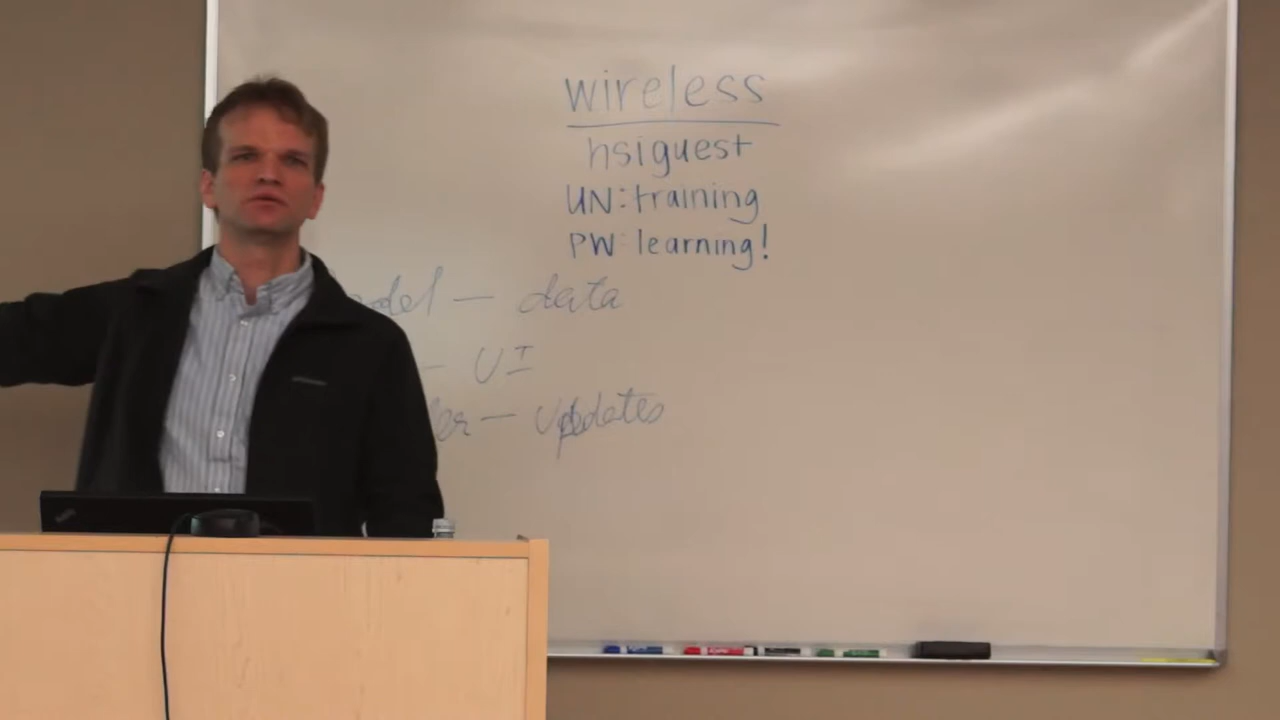 wireless
hsiguest
UN: training
PW: learning!
— data
— UI
— updates